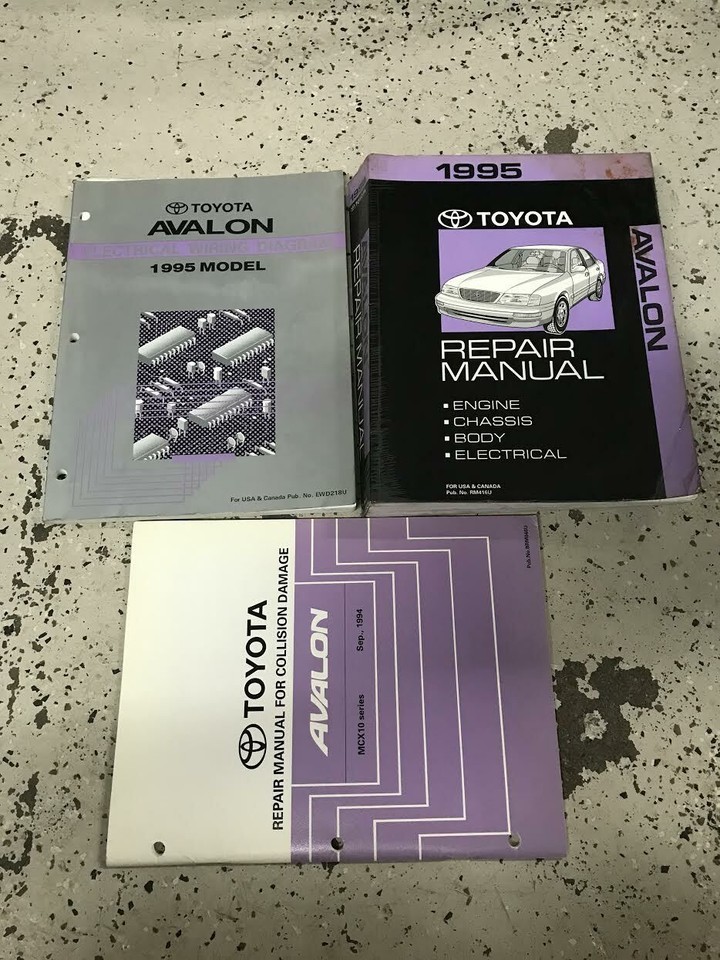 TOYOTA
AVALON
ELECTRICAL WIRING DIAGRAM
1995 MODEL
For USA & Canada Pub. No. EWD218U
1995
TOYOTA
AVALON
REPAIR
MANUAL
ENGINE
CHASSIS
BODY
ELECTRICAL
FOR USA & CANADA
Pub. No. RM416U
REPAIR MANUAL
TOYOTA
REPAIR MANUAL FOR COLLISION DAMAGE
AVALON
MCX10 series Sep., 1994